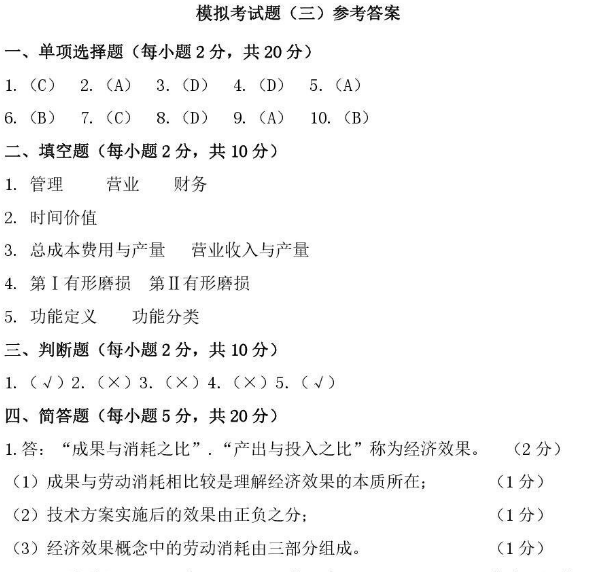 模拟考试题（三）参考答案
一、单项选择题（每小题2分，共20分）
1.（C） 2.（A） 3.（D） 4.（D） 5.（A）
6.（B） 7.（C） 8.（D） 9.（A） 10.（B）
二、填空题（每小题2分，共10分）
1. 管理 营业 财务
2. 时间价值
3. 总成本费用与产量 营业收入与产量
4. 第Ⅰ有形磨损 第Ⅱ有形磨损
5. 功能定义 功能分类
三、判断题（每小题2分，共10分）
1.（√）2.（×）3.（×）4.（×）5.（√）
四、简答题（每小题5分，共20分）
1.答：“成果与消耗之比”.“产出与投入之比”称为经济效果。 （2分）
（1）成果与劳动消耗相比较是理解经济效果的本质所在; （1分）
（2）技术方案实施后的效果由正负之分; （1分）
（3）经济效果概念中的劳动消耗由三部分组成。 （1分）